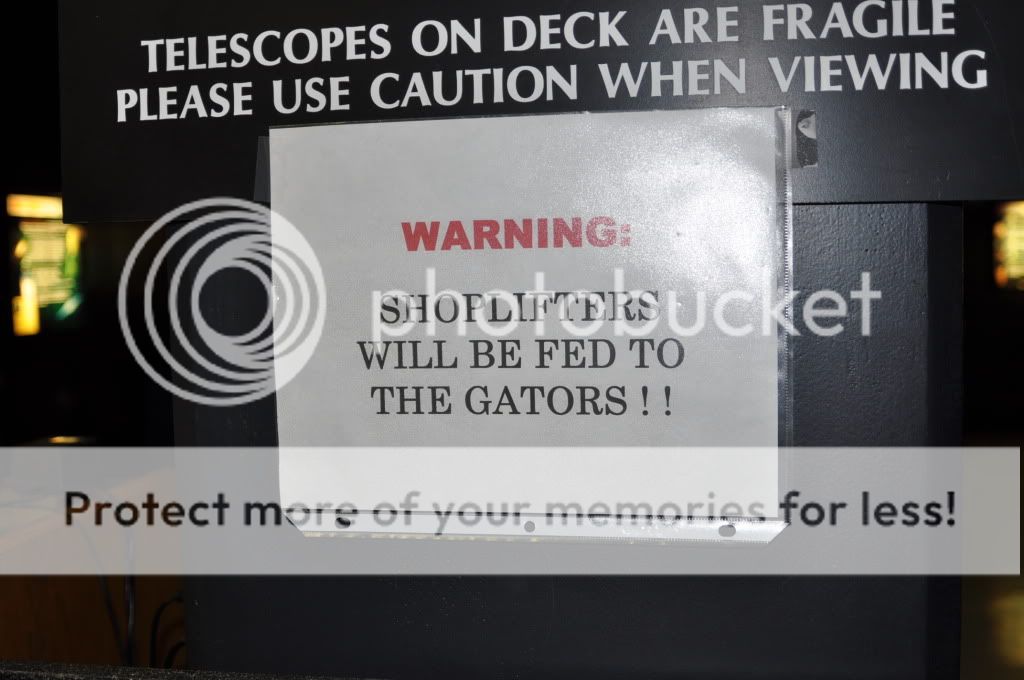 TELESCOPES ON DECK ARE FRAGILE
PLEASE USE CAUTION WHEN VIEWING
WARNING:
SHOPLIFTERS
WILL BE FED TO
THE GATORS ! !
photobucket
Protect more of your memories for less!